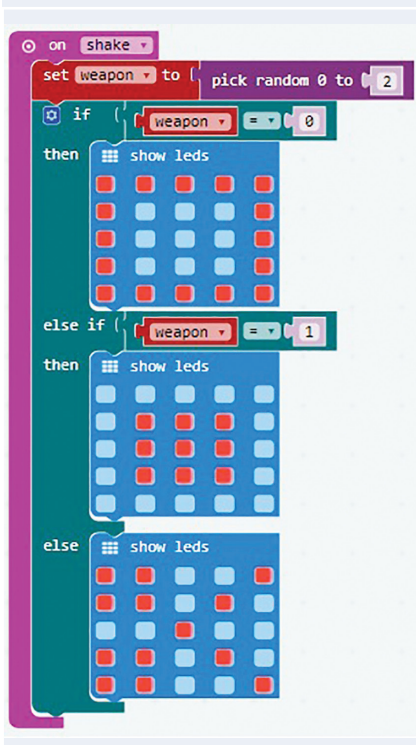 on shake
set weapon to pick random 0 to 2
if weapon = 0
then show leds
else if weapon = 1
then show leds
else show leds